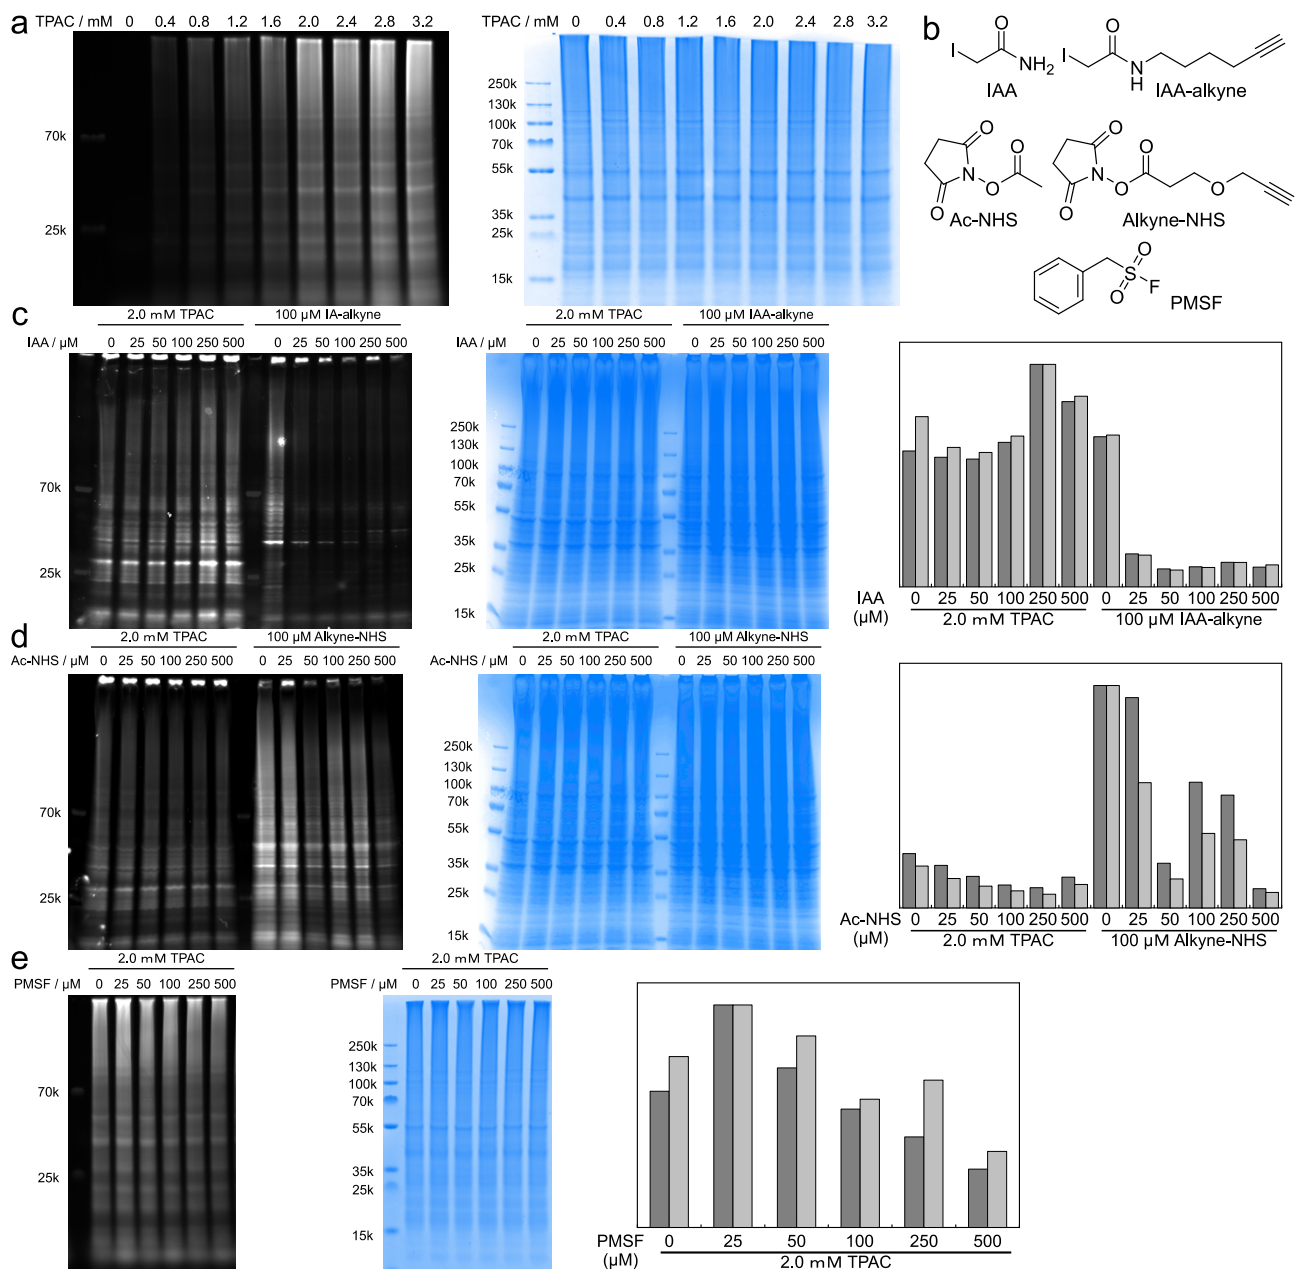 a
TPAC / mM 0 0.4 0.8 1.2 1.6 2.0 2.4 2.8 3.2
70k
25k
TPAC / mM 0 0.4 0.8 1.2 1.6 2.0 2.4 2.8 3.2
250k
130k
100k
70k
55k
35k
25k
15k
b
I O NH2
IAA
I O N H
IAA-alkyne
O N O O O
Ac-NHS
O N O O O O
Alkyne-NHS
O S O F
PMSF
c
2.0 mM TPAC 100 µM IA-alkyne
IAA / µM 0 25 50 100 250 500 0 25 50 100 250 500
70k
25k
2.0 mM TPAC 100 µM IAA-alkyne
IAA / µM 0 25 50 100 250 500 0 25 50 100 250 500
250k
130k
100k
70k
55k
35k
25k
15k
IAA (µM) 0 25 50 100 250 500 0 25 50 100 250 500
2.0 mM TPAC 100 µM IAA-alkyne
d
2.0 mM TPAC 100 µM Alkyne-NHS
Ac-NHS / µM 0 25 50 100 250 500 0 25 50 100 250 500
70k
25k
2.0 mM TPAC 100 µM Alkyne-NHS
Ac-NHS / µM 0 25 50 100 250 500 0 25 50 100 250 500
250k
130k
100k
70k
55k
35k
25k
15k
Ac-NHS (µM) 0 25 50 100 250 500 0 25 50 100 250 500
2.0 mM TPAC 100 µM Alkyne-NHS
e
2.0 mM TPAC
PMSF / µM 0 25 50 100 250 500
70k
25k
2.0 mM TPAC
PMSF / µM 0 25 50 100 250 500
250k
130k
100k
70k
55k
35k
25k
15k
PMSF (µM) 0 25 50 100 250 500
2.0 mM TPAC